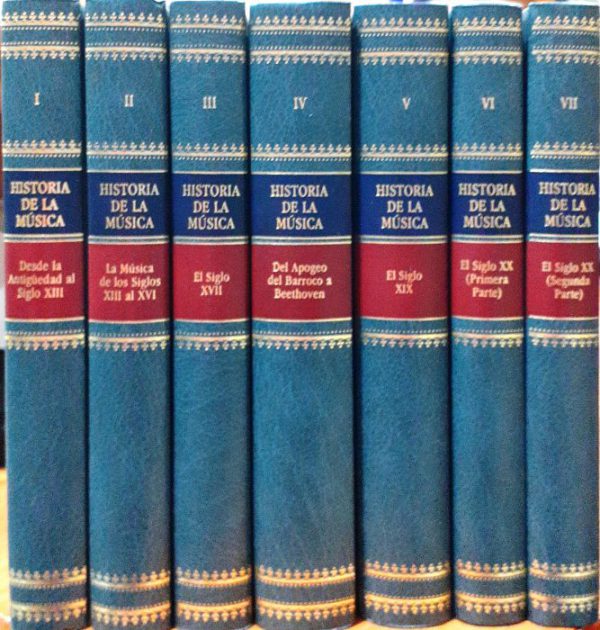 I
HISTORIA
DE LA
MÚSICA
Desde la
Antigüedad al
Siglo XIII
II
HISTORIA
DE LA
MÚSICA
La Música
de los Siglos
XIII al XVI
III
HISTORIA
DE LA
MÚSICA
El Siglo
XVII
IV
HISTORIA
DE LA
MÚSICA
Del Apogeo
del Barroco a
Beethoven
V
HISTORIA
DE LA
MÚSICA
El Siglo
XIX
VI
HISTORIA
DE LA
MÚSICA
El Siglo XX
(Primera
Parte)
VII
HISTORIA
DE LA
MÚSICA
El Siglo XX
(Segunda
Parte)